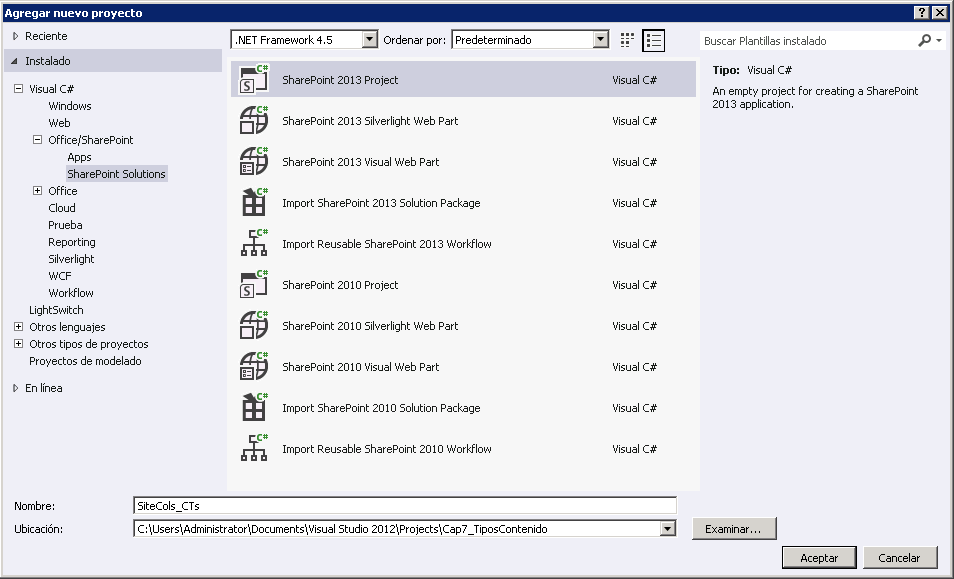 Agregar nuevo proyecto
Reciente
Instalado
Visual C#
Windows
Web
Office/SharePoint
Apps
SharePoint Solutions
Office
Cloud
Prueba
Reporting
Silverlight
WCF
Workflow
LightSwitch
Otros lenguajes
Otros tipos de proyectos
Proyectos de modelado
En línea
.NET Framework 4.5 Ordenar por: Predeterminado
SharePoint 2013 Project Visual C#
SharePoint 2013 Silverlight Web Part Visual C#
SharePoint 2013 Visual Web Part Visual C#
Import SharePoint 2013 Solution Package Visual C#
Import Reusable SharePoint 2013 Workflow Visual C#
SharePoint 2010 Project Visual C#
SharePoint 2010 Silverlight Web Part Visual C#
SharePoint 2010 Visual Web Part Visual C#
Import SharePoint 2010 Solution Package Visual C#
Import Reusable SharePoint 2010 Workflow Visual C#
Buscar Plantillas instalado
Tipo: Visual C#
An empty project for creating a SharePoint
2013 application.
Nombre: SiteCols_CTs
Ubicación: C:\Users\Administrator\Documents\Visual Studio 2012\Projects\Cap7_TiposContenido
Examinar...
Aceptar Cancelar